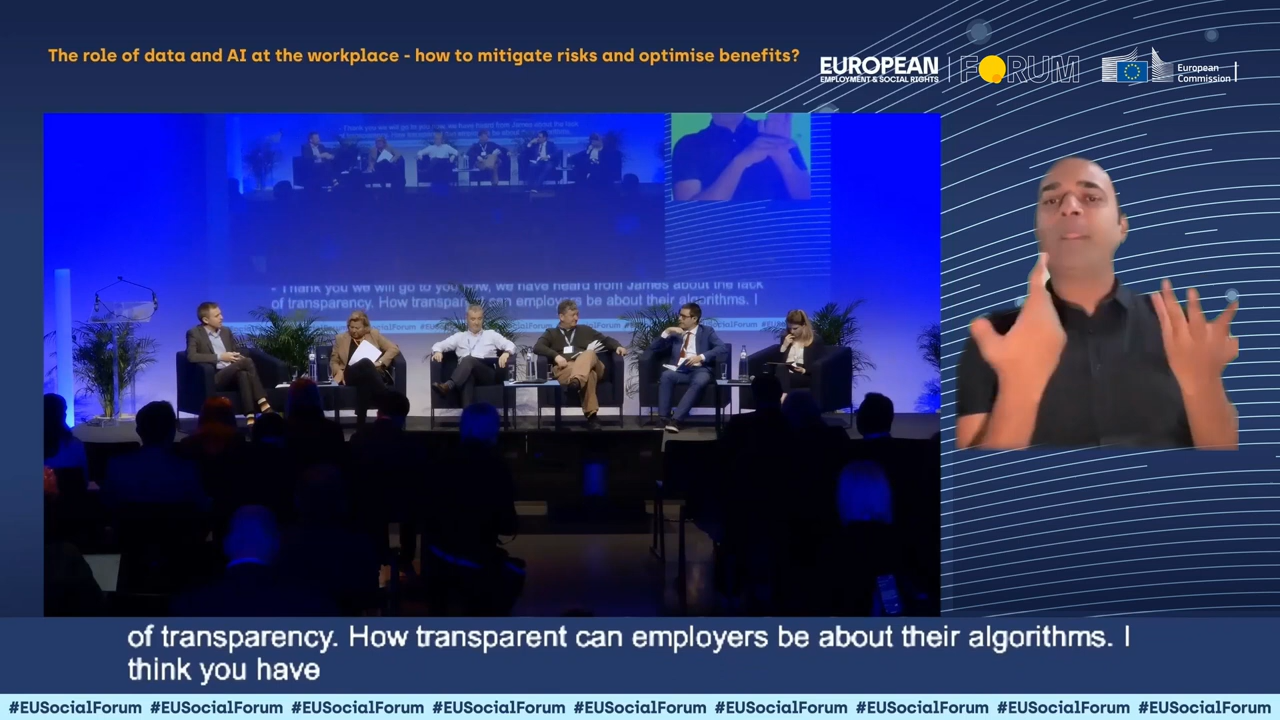 The role of data and AI at the workplace - how to mitigate risks and optimise benefits?
EUROPEAN
EMPLOYMENT & SOCIAL RIGHTS
FORUM
European
Commission
- Thank you we will go to you now, we have heard from James about the lack
of transparency. How transparent can employers be about their algorithms. I
#EUSocialForum #EUSocialForum
of transparency. How transparent can employers be about their algorithms. I
think you have
#EUSocialForum #EUSocialForum #EUSocialForum #EUSocialForum #EUSocialForum #EUSocialForum #EUSocialForum #EUSocialForum #EUSocialForum